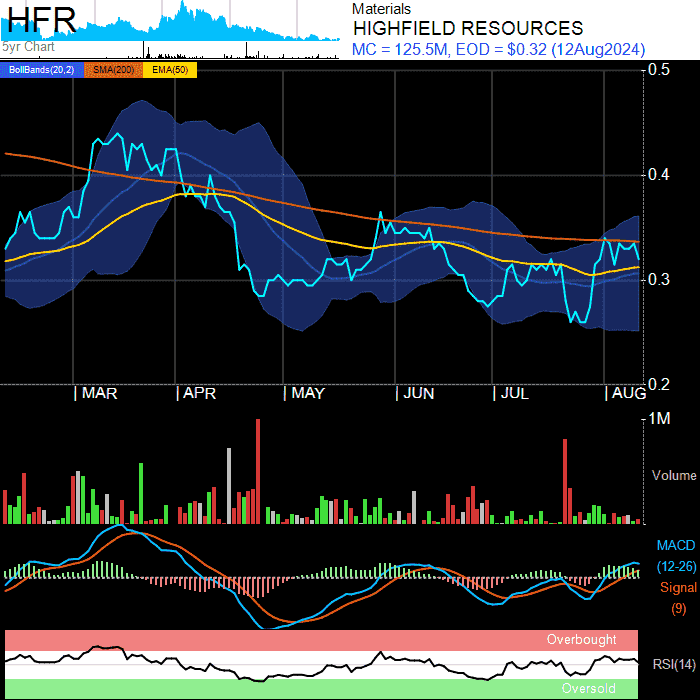 HFR
5yr Chart
Materials
HIGHFIELD RESOURCES
MC = 125.5M, EOD = $0.32 (12Aug2024)
BollBands(20,2) SMA(200) EMA(50)
0.5
0.4
0.3
0.2
| MAR | APR | MAY | JUN | JUL | AUG
1M
Volume
MACD
(12-26)
Signal
(9)
Overbought
RSI(14)
Oversold